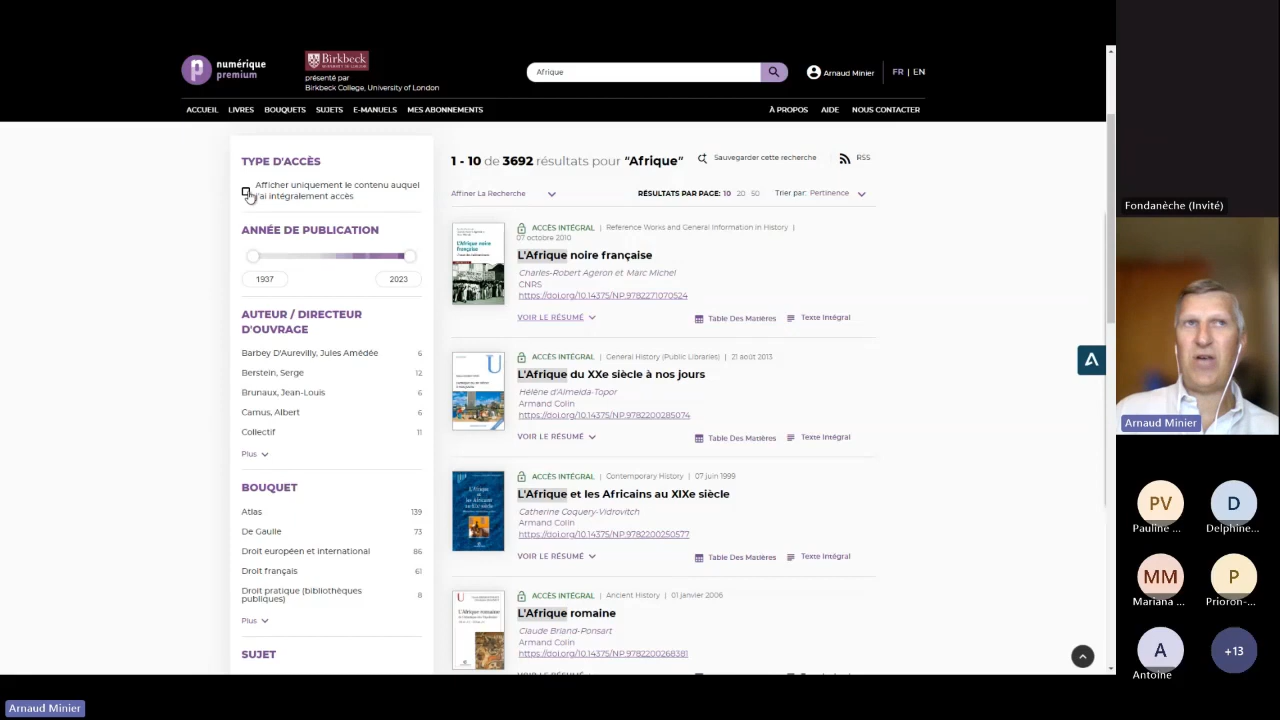 numérique
premium
Birkbeck
présenté par
Birkbeck College, University of London
Afrique
Arnaud Minier
FR | EN
ACCUEIL LIVRES BOUQUETS SUJETS E-MANUELS MES ABONNEMENTS
À PROPOS AIDE NOUS CONTACTER
TYPE D'ACCÈS
Afficher uniquement le contenu auquel
j'ai intégralement accès
ANNÉE DE PUBLICATION
1937 2023
AUTEUR / DIRECTEUR
D'OUVRAGE
Barbey D'Aurevilly, Jules Amédée 6
Berstein, Serge 12
Brunaux, Jean-Louis 6
Camus, Albert 6
Collectif 11
Plus
BOUQUET
Atlas 139
De Gaulle 73
Droit européen et international 86
Droit français 61
Droit pratique (bibliothèques
publiques) 8
Plus
SUJET
1 - 10 de 3692 résultats pour "Afrique"
Sauvegarder cette recherche
RSS
Affiner La Recherche
RÉSULTATS PAR PAGE: 10 20 50
Trier par: Pertinence
ACCÈS INTÉGRAL | Reference Works and General Information in History |
07 octobre 2010
L'Afrique noire française
Charles-Robert Ageron et Marc Michel
CNRS
https://doi.org/10.14375/NP.9782271070524
VOIR LE RÉSUMÉ
Table Des Matières
Texte Intégral
ACCÈS INTÉGRAL | General History (Public Libraries) | 21 août 2013
L'Afrique du XXe siècle à nos jours
Hélène d'Almeida-Topor
Armand Colin
https://doi.org/10.14375/NP.9782200285074
VOIR LE RÉSUMÉ
Table Des Matières
Texte Intégral
ACCÈS INTÉGRAL | Contemporary History | 07 juin 1999
L'Afrique et les Africains au XIXe siècle
Catherine Coquery-Vidrovitch
Armand Colin
https://doi.org/10.14375/NP.9782200250577
VOIR LE RÉSUMÉ
Table Des Matières
Texte Intégral
ACCÈS INTÉGRAL | Ancient History | 01 janvier 2006
L'Afrique romaine
Claude Briand-Ponsart
Armand Colin
https://doi.org/10.14375/NP.9782200268381
Fondanèche (Invité)
Arnaud Minier
PV
Pauline ...
D
Delphine...
MM
Mariana ...
P
Prioron-...
A
Antoine
+13
Arnaud Minier